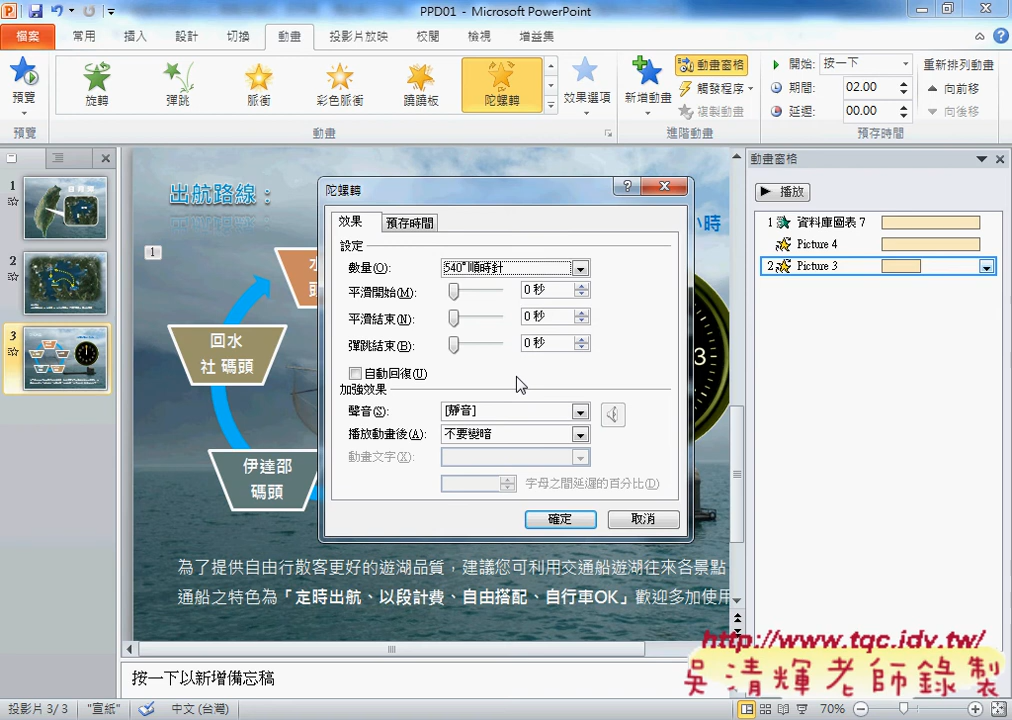 PPD01 - Microsoft PowerPoint
檔案 常用 插入 設計 切換 動畫 投影片放映 校閱 檢視 增益集
預覽 旋轉 彈跳 脈衝 彩色脈衝 蹺蹺板 陀螺轉 效果選項 新增動畫
動畫窗格
觸發程序
複製動畫
開始: 按一下
期間: 02.00
延遲: 00.00
重新排列動畫
向前移
向後移
預覽 動畫 進階動畫 預存時間
1
2
3
出航路線：
小時
1
水
頭
回水
社 碼頭
伊達邵
碼頭
3
為了提供自由行散客更好的遊湖品質，建議您可利用交通船遊湖往來各景點
通船之特色為「定時出航、以段計費、自由搭配、自行車OK」歡迎多加使用
陀螺轉
效果 預存時間
設定
數量(O): 540°順時針
平滑開始(M): 0 秒
平滑結束(N): 0 秒
彈跳結束(B): 0 秒
自動回復(U)
加強效果
聲音(S): [靜音]
播放動畫後(A): 不要變暗
動畫文字(X):
字母之間延遲的百分比(D)
確定 取消
動畫窗格
播放
1 資料庫圖表 7
Picture 4
2 Picture 3
按一下以新增備忘稿
http://www.tqc.idv.tw/
吳清輝老師錄製
投影片 3/ 3 "宣紙" 中文 (台灣) 70%